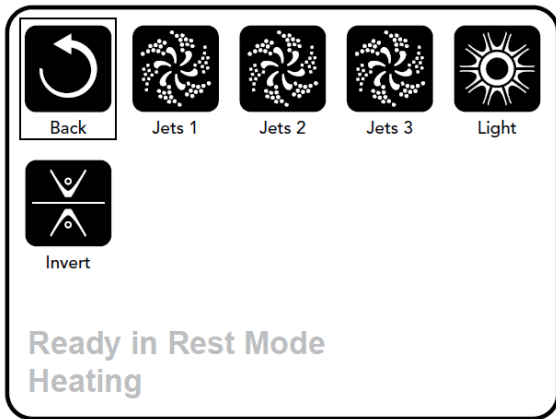 Back
Jets 1
Jets 2
Jets 3
Light
Invert
Ready in Rest Mode
Heating